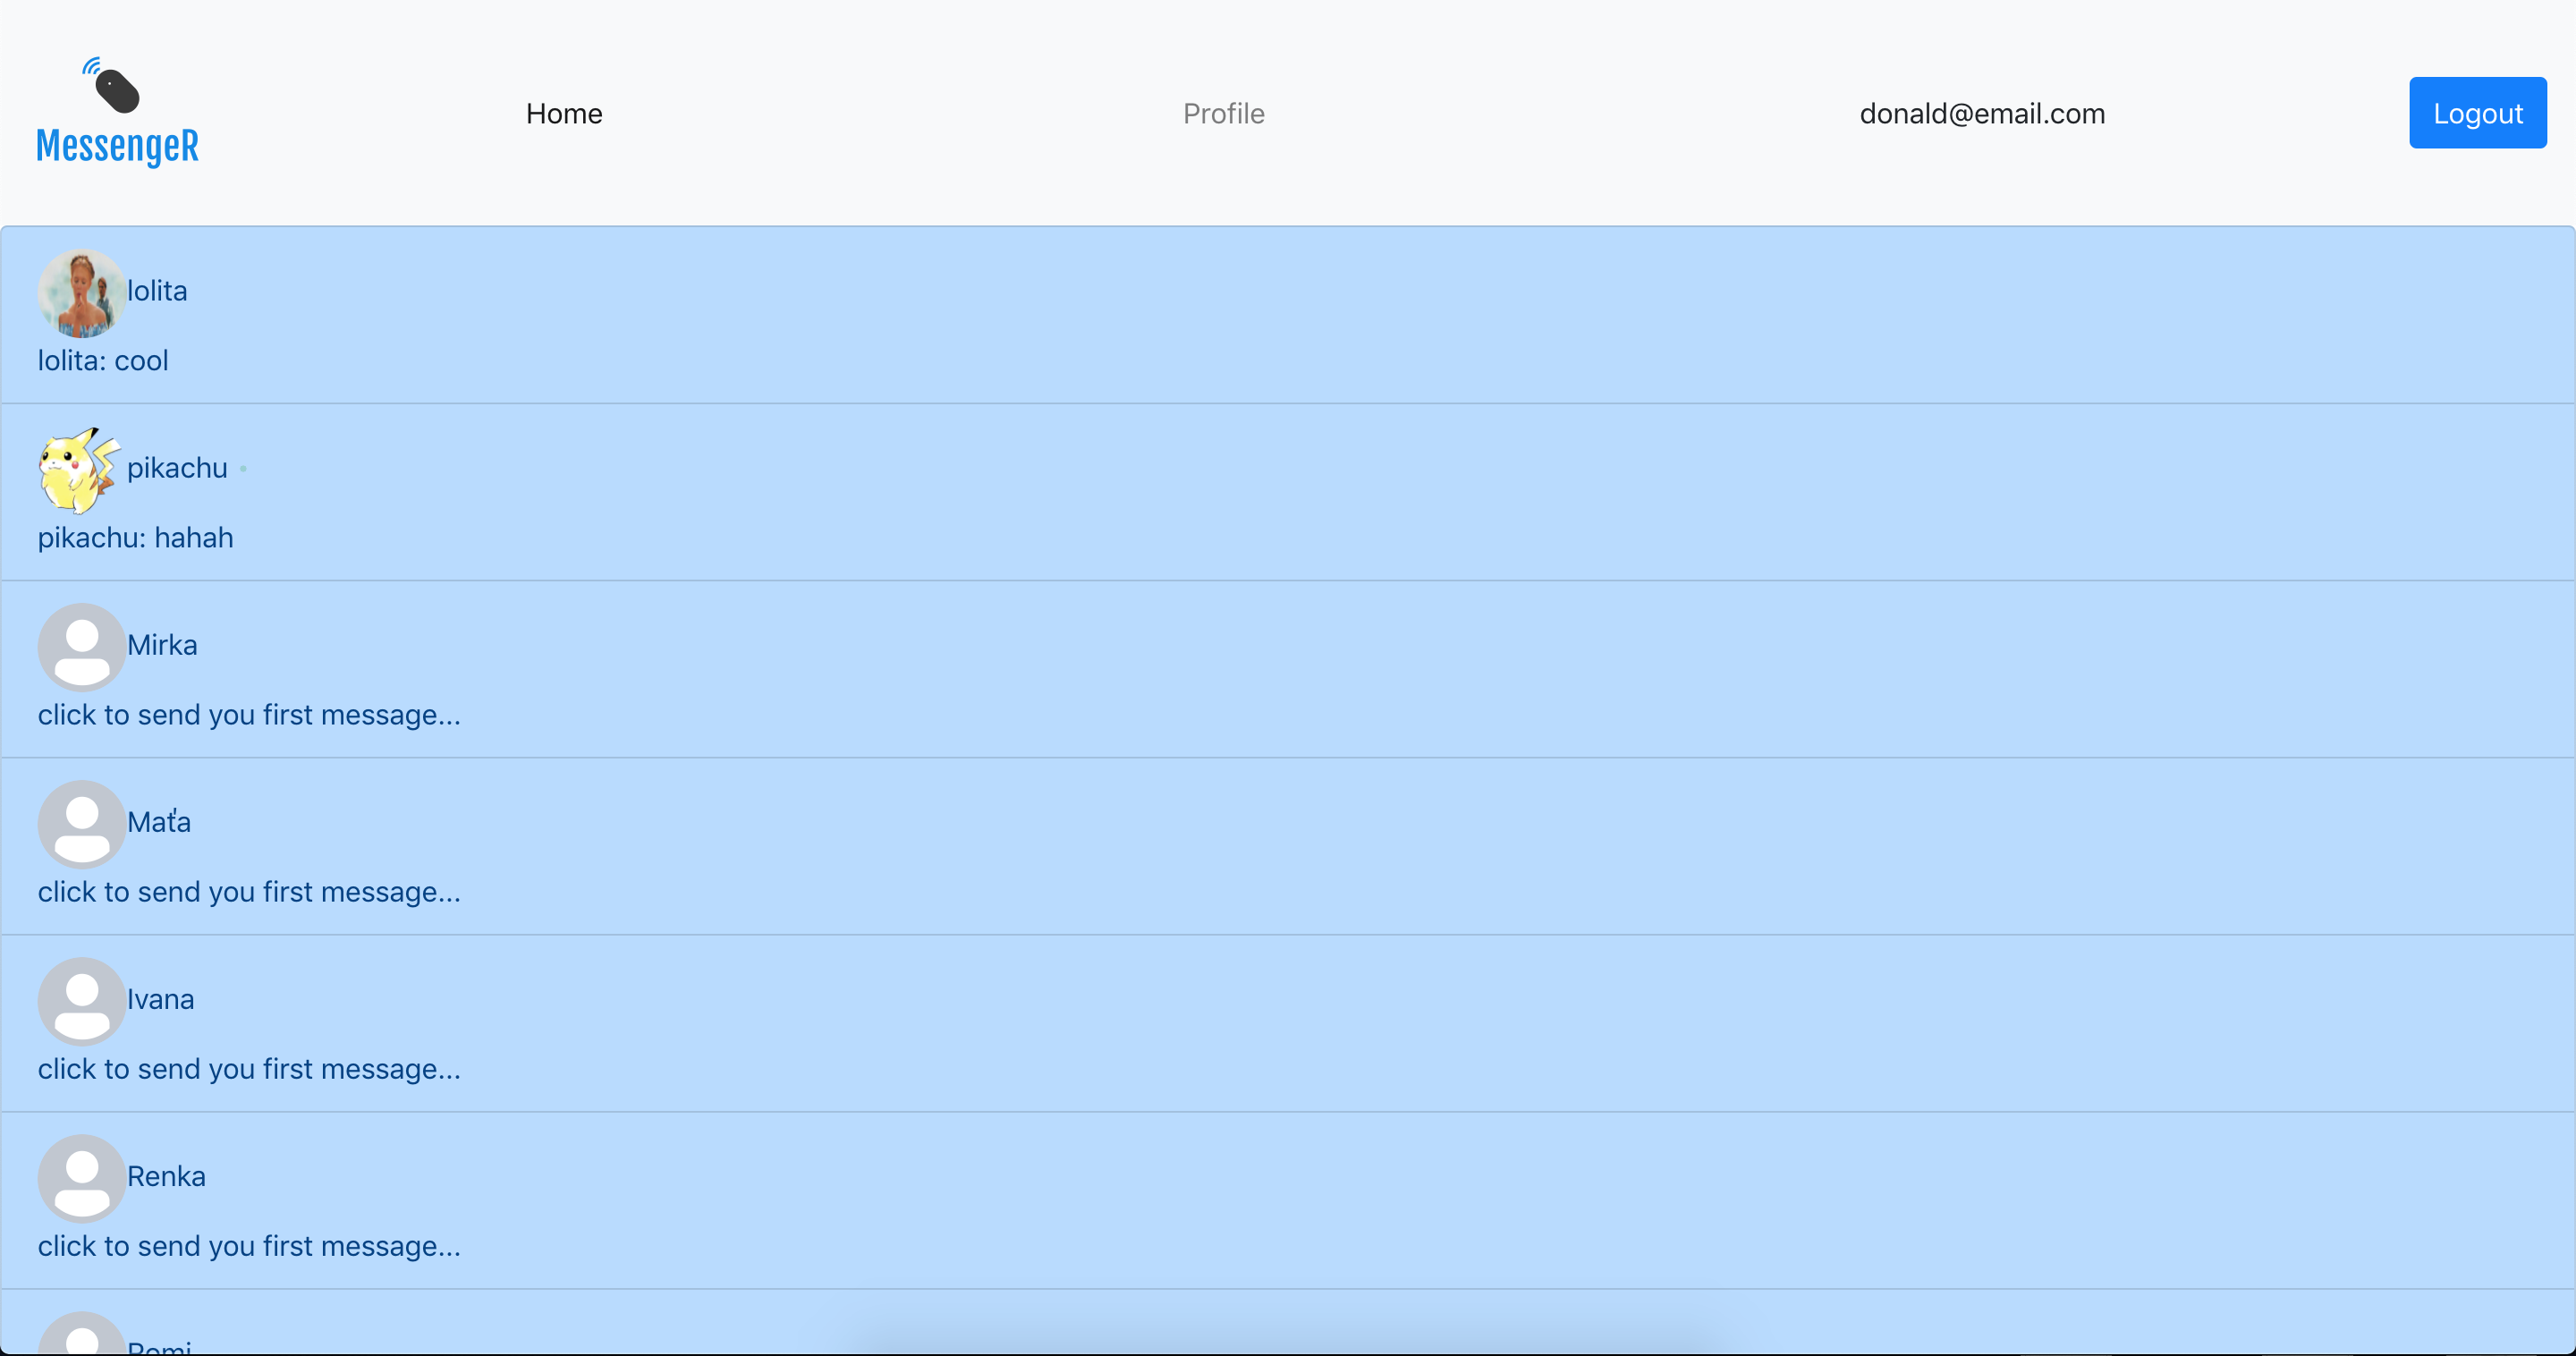 MessengeR
Home
Profile
donald@email.com
Logout
lolita
lolita: cool
pikachu
pikachu: hahah
Mirka
click to send you first message...
Maťa
click to send you first message...
Ivana
click to send you first message...
Renka
click to send you first message...